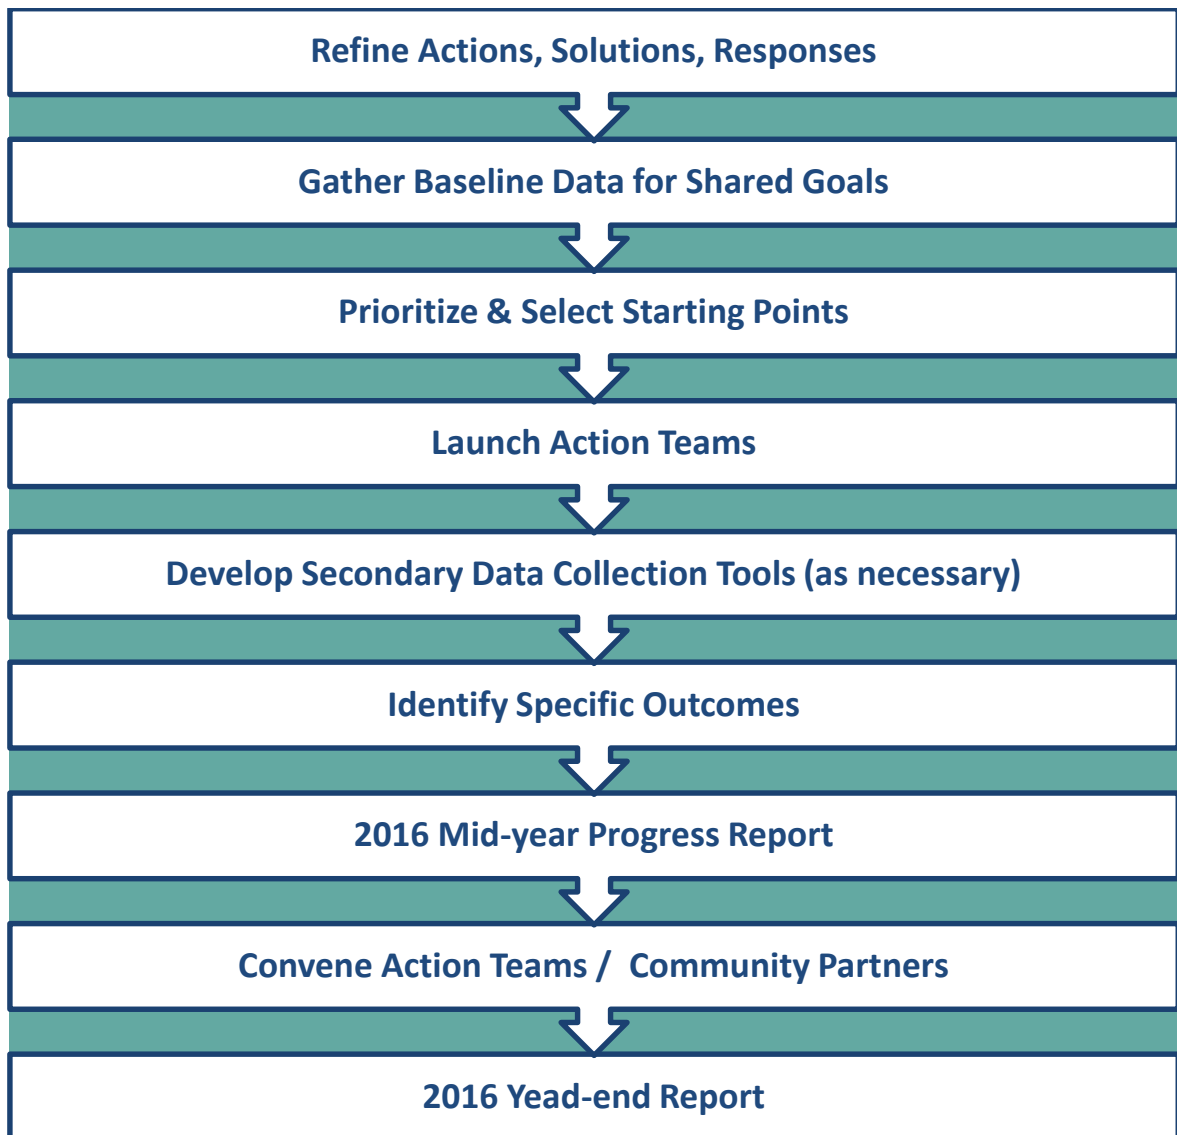 Refine Actions, Solutions, Responses
Gather Baseline Data for Shared Goals
Prioritize & Select Starting Points
Launch Action Teams
Develop Secondary Data Collection Tools (as necessary)
Identify Specific Outcomes
2016 Mid-year Progress Report
Convene Action Teams /  Community Partners
2016 Yead-end Report